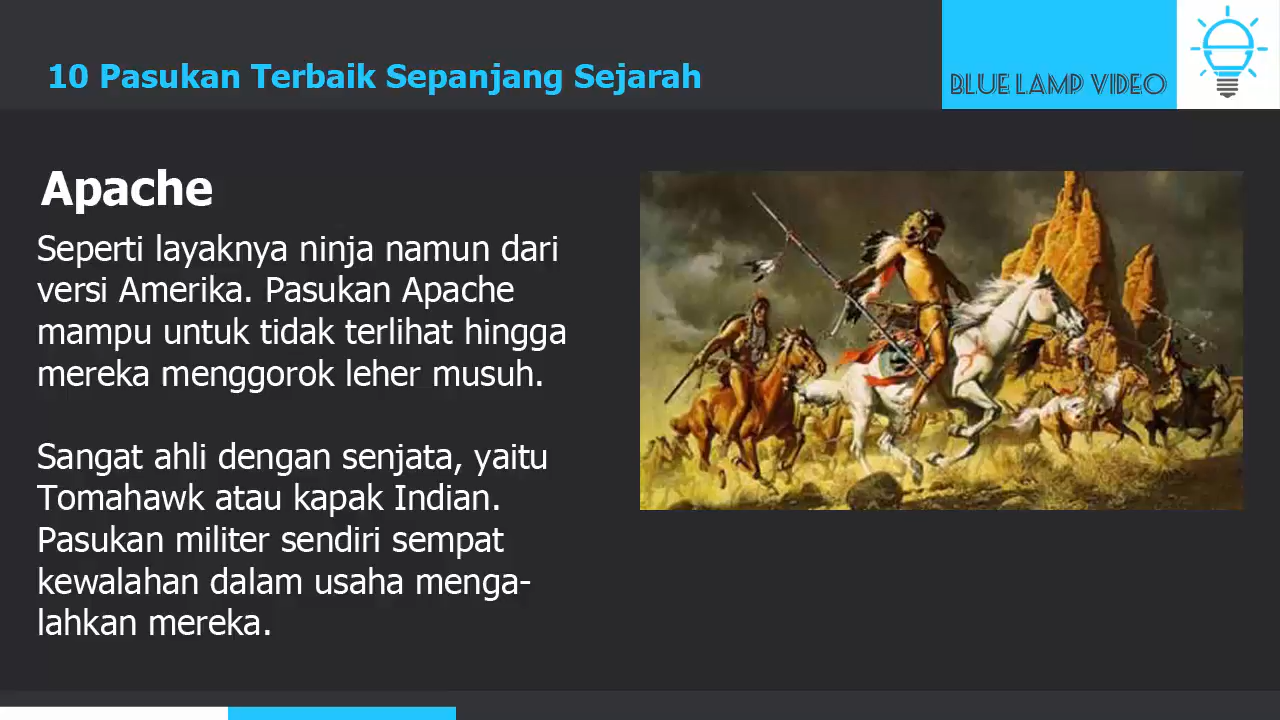 10 Pasukan Terbaik Sepanjang Sejarah
BLUE LAMP VIDEO
Apache
Seperti layaknya ninja namun dari
versi Amerika. Pasukan Apache
mampu untuk tidak terlihat hingga
mereka menggorok leher musuh.
Sangat ahli dengan senjata, yaitu
Tomahawk atau kapak Indian.
Pasukan militer sendiri sempat
kewalahan dalam usaha menga-
lahkan mereka.